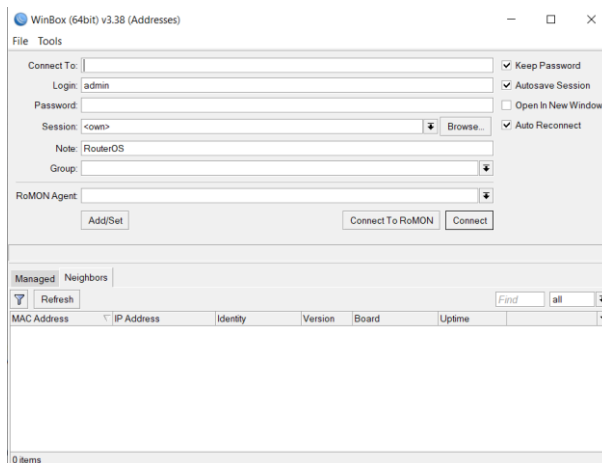 WinBox (64bit) v3.38 (Addresses)
File Tools
Connect To:
Keep Password
Login: admin
Autosave Session
Password:
Open In New Window
Session: <own>
Browse...
Auto Reconnect
Note: RouterOS
Group:
RoMON Agent:
Add/Set
Connect To RoMON
Connect
Managed
Neighbors
Refresh
Find
all
MAC Address IP Address Identity Version Board Uptime
0 items